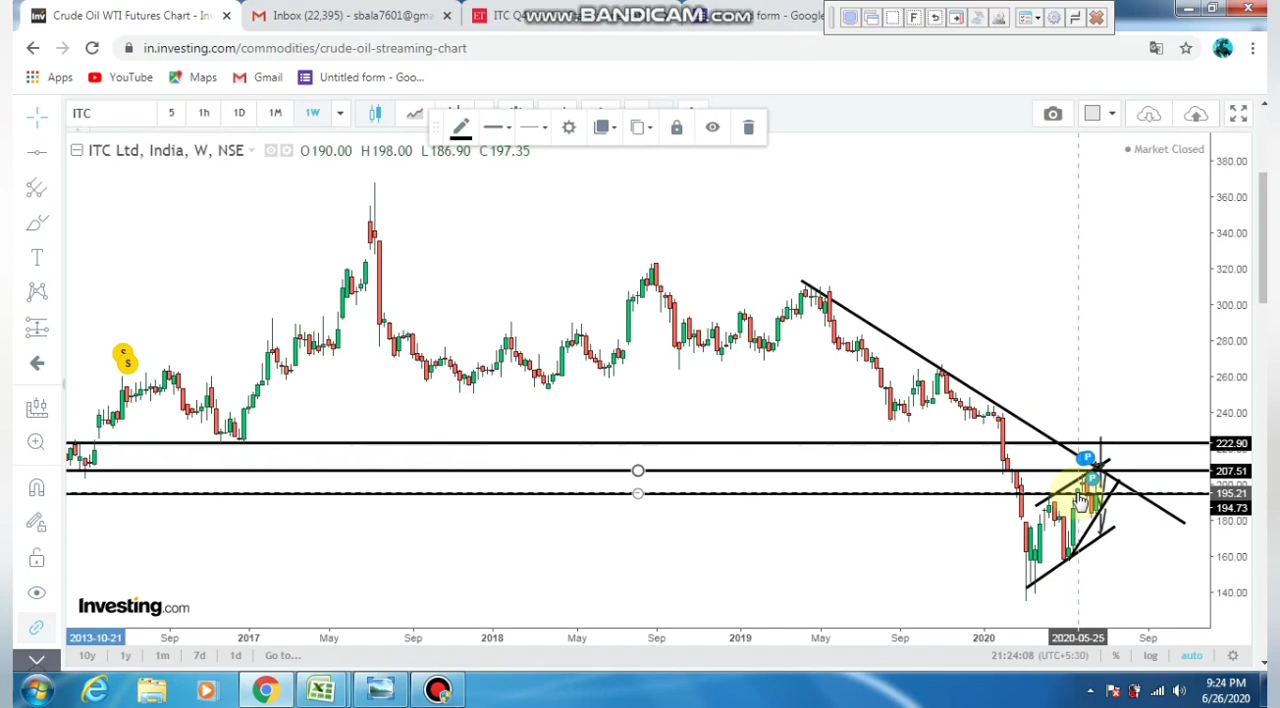 Crude Oil WTI Futures Chart - Inv
Inbox (22,395) - sbala7601@gma
ITC Q
www.BANDICAM.com
form - Google
F
in.investing.com/commodities/crude-oil-streaming-chart
Apps
YouTube
Maps
Gmail
Untitled form - Goo...
ITC
5
1h
1D
1M
1W
ITC Ltd, India, W, NSE
O190.00 H198.00 L186.90 C197.35
Market Closed
380.00
360.00
340.00
320.00
300.00
280.00
260.00
240.00
222.90
207.51
195.21
194.73
180.00
160.00
140.00
S
S
P
P
T
Investing.com
2013-10-21
Sep
2017
May
Sep
2018
May
Sep
2019
May
Sep
2020
2020-05-25
Sep
10y
1y
1m
7d
1d
Go to...
21:24:08 (UTC+5:30)
%
log
auto
9:24 PM
6/26/2020